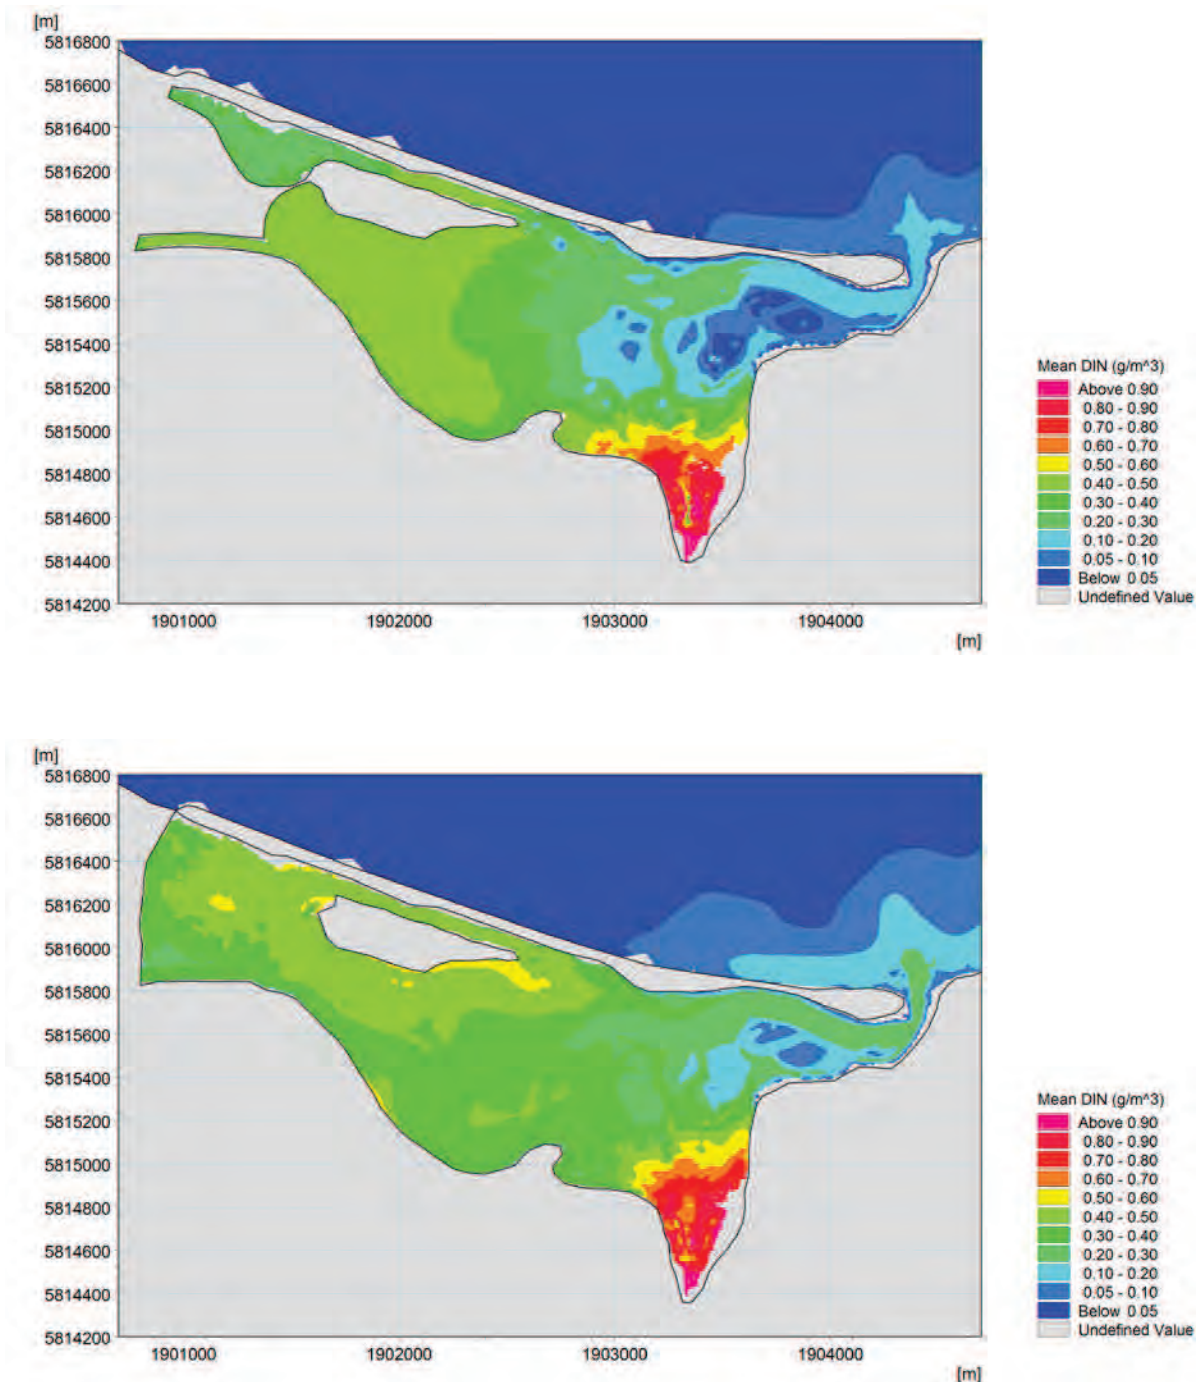 [m]
5816800
5816600
5816400
5816200
5816000
5815800
5815600
5815400
5815200
5815000
5814800
5814600
5814400
5814200
1901000 1902000 1903000 1904000
[m]
Mean DIN (g/m^3)
Above 0.90
0.80 - 0.90
0.70 - 0.80
0.60 - 0.70
0.50 - 0.60
0.40 - 0.50
0.30 - 0.40
0.20 - 0.30
0.10 - 0.20
0.05 - 0.10
Below 0.05
Undefined Value
[m]
5816800
5816600
5816400
5816200
5816000
5815800
5815600
5815400
5815200
5815000
5814800
5814600
5814400
5814200
1901000 1902000 1903000 1904000
[m]
Mean DIN (g/m^3)
Above 0.90
0.80 - 0.90
0.70 - 0.80
0.60 - 0.70
0.50 - 0.60
0.40 - 0.50
0.30 - 0.40
0.20 - 0.30
0.10 - 0.20
0.05 - 0.10
Below 0.05
Undefined Value